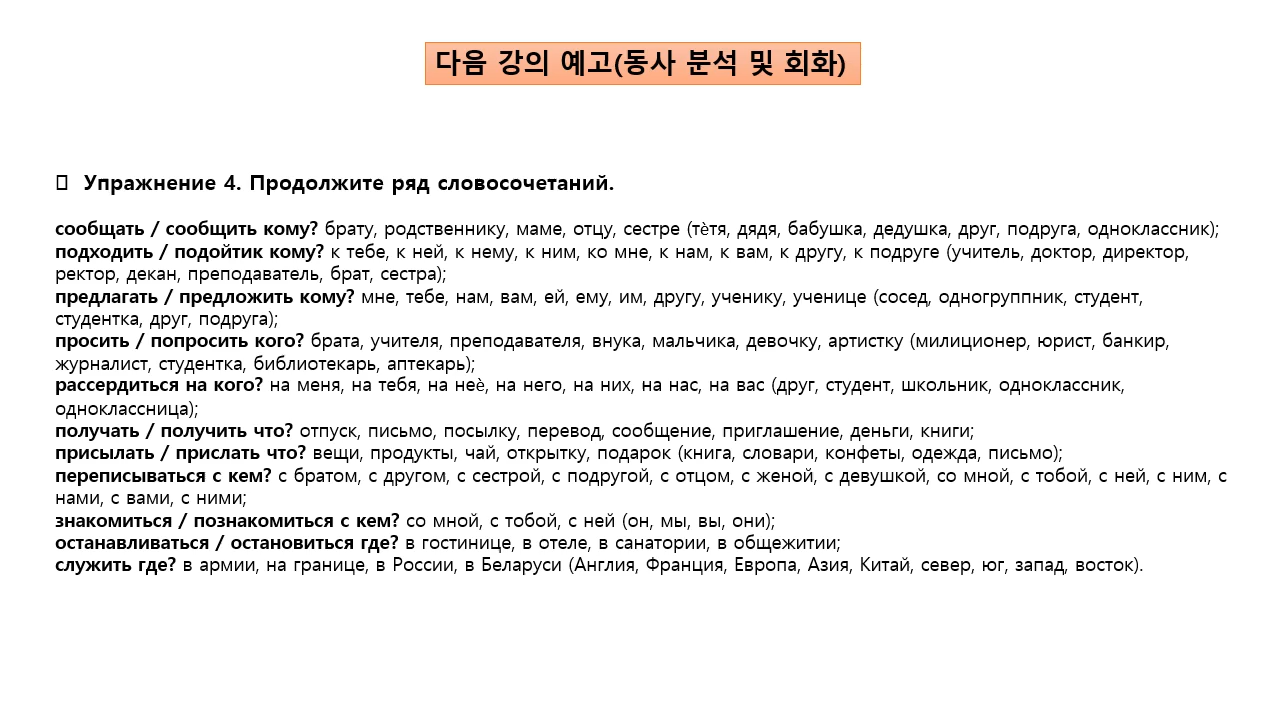 다음 강의 예고(동사 분석 및 회화)
Упражнение 4. Продолжите ряд словосочетаний.
сообщать / сообщить кому? брату, родственнику, маме, отцу, сестре (тѐтя, дядя, бабушка, дедушка, друг, подруга, одноклассник);
подходить / подойтик кому? к тебе, к ней, к нему, к ним, ко мне, к нам, к вам, к другу, к подруге (учитель, доктор, директор,
ректор, декан, преподаватель, брат, сестра);
предлагать / предложить кому? мне, тебе, нам, вам, ей, ему, им, другу, ученику, ученице (сосед, одногруппник, студент,
студентка, друг, подруга);
просить / попросить кого? брата, учителя, преподавателя, внука, мальчика, девочку, артистку (милиционер, юрист, банкир,
журналист, студентка, библиотекарь, аптекарь);
рассердиться на кого? на меня, на тебя, на неѐ, на него, на них, на нас, на вас (друг, студент, школьник, одноклассник,
одноклассница);
получать / получить что? отпуск, письмо, посылку, перевод, сообщение, приглашение, деньги, книги;
присылать / прислать что? вещи, продукты, чай, открытку, подарок (книга, словари, конфеты, одежда, письмо);
переписываться с кем? с братом, с другом, с сестрой, с подругой, с отцом, с женой, с девушкой, со мной, с тобой, с ней, с ним, с
нами, с вами, с ними;
знакомиться / познакомиться с кем? со мной, с тобой, с ней (он, мы, вы, они);
останавливаться / остановиться где? в гостинице, в отеле, в санатории, в общежитии;
служить где? в армии, на границе, в России, в Беларуси (Англия, Франция, Европа, Азия, Китай, север, юг, запад, восток).